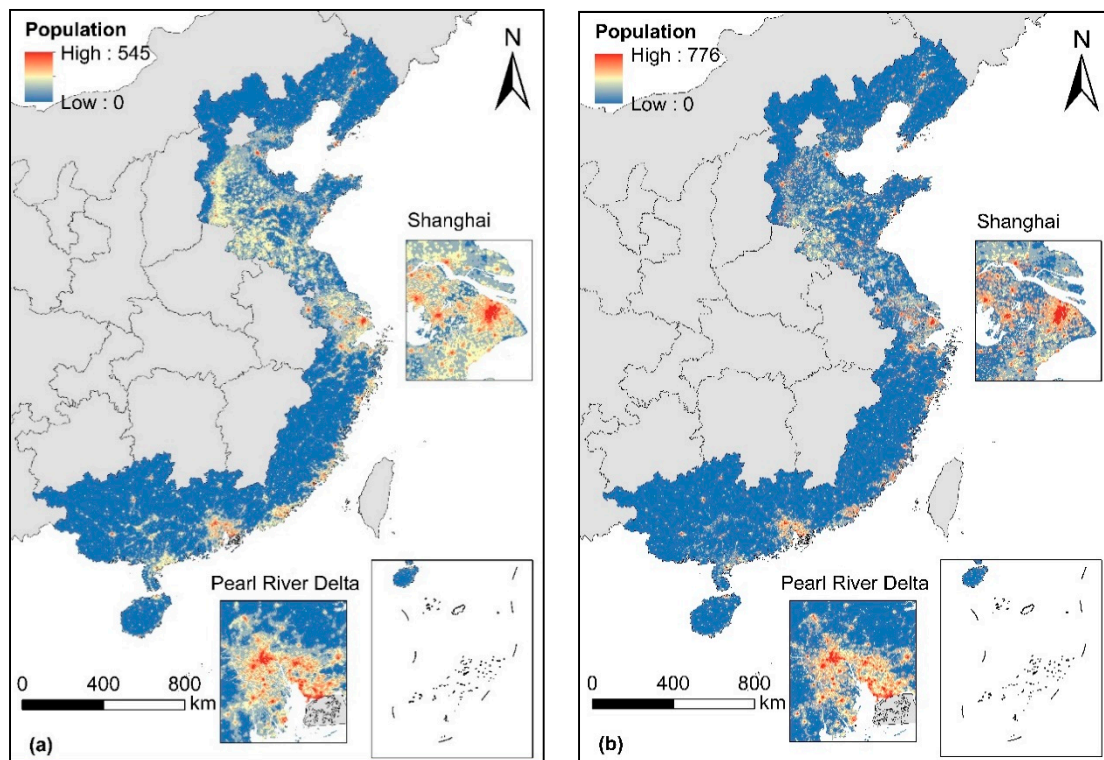 Population
High : 545
Low : 0
N
Shanghai
Pearl River Delta
0 400 800
km
(a)
Population
High : 776
Low : 0
N
Shanghai
Pearl River Delta
0 400 800
km
(b)